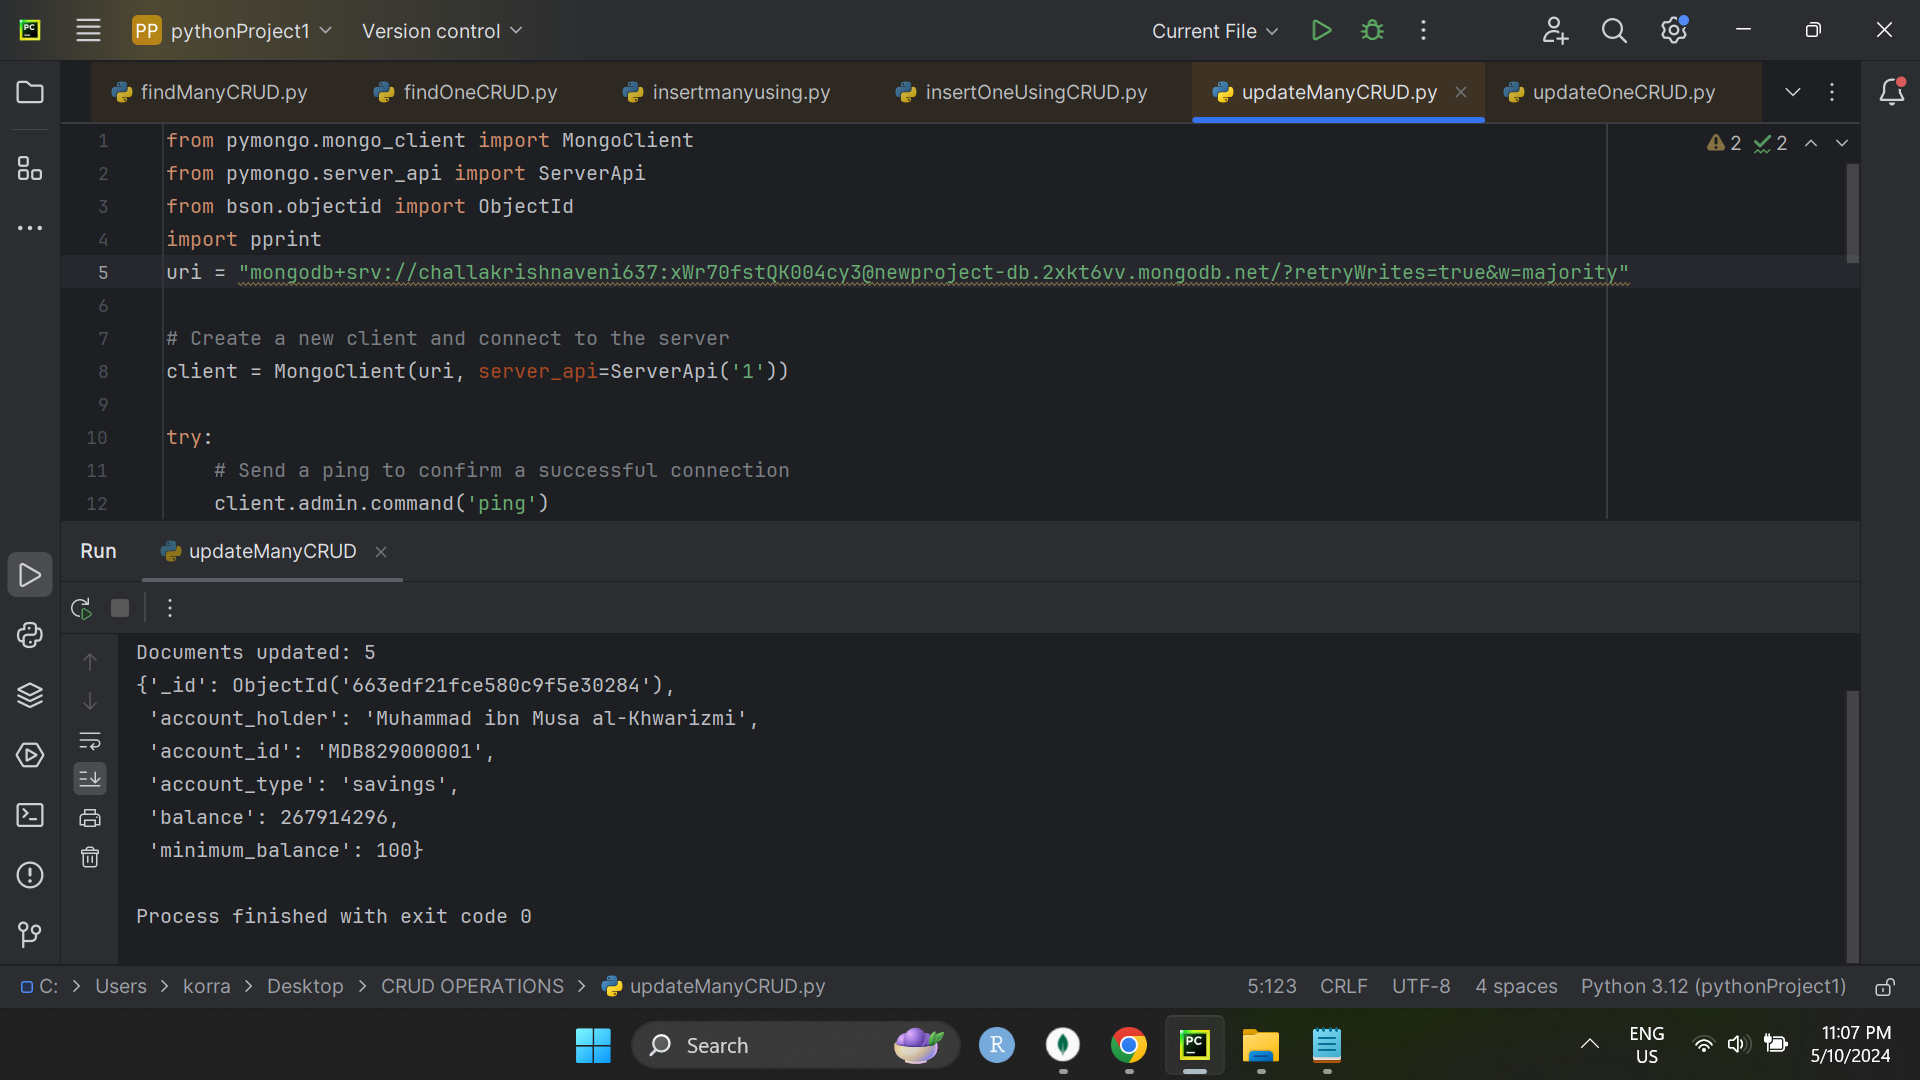 PC PP pythonProject1 Version control Current File
findManyCRUD.py findOneCRUD.py insertmanyusing.py insertOneUsingCRUD.py updateManyCRUD.py updateOneCRUD.py
2 2
1 from pymongo.mongo_client import MongoClient
2 from pymongo.server_api import ServerApi
3 from bson.objectid import ObjectId
4 import pprint
5 uri = "mongodb+srv://challakrishnaveni637:xWr70fstQK004cy3@newproject-db.2xkt6vv.mongodb.net/?retryWrites=true&w=majority"
6
7 # Create a new client and connect to the server
8 client = MongoClient(uri, server_api=ServerApi('1'))
9
10 try:
11 # Send a ping to confirm a successful connection
12 client.admin.command('ping')
Run updateManyCRUD
Documents updated: 5
{'_id': ObjectId('663edf21fce580c9f5e30284'),
'account_holder': 'Muhammad ibn Musa al-Khwarizmi',
'account_id': 'MDB829000001',
'account_type': 'savings',
'balance': 267914296,
'minimum_balance': 100}
Process finished with exit code 0
C: > Users > korra > Desktop > CRUD OPERATIONS > updateManyCRUD.py 5:123 CRLF UTF-8 4 spaces Python 3.12 (pythonProject1)
Search R PC ENG 11:07 PM
US 5/10/2024